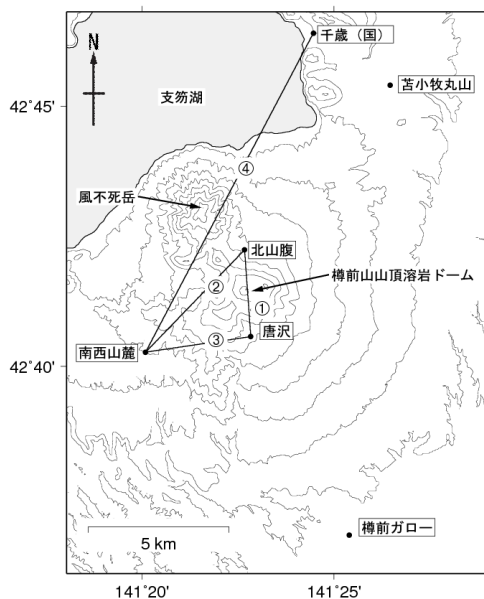 千歳（国）
N
苫小牧丸山
42°45'
支笏湖
④
風不死岳
北山腹
樽前山山頂溶岩ドーム
②
①
唐沢
③
南西山麓
42°40'
樽前ガロー
5 km
141°20'
141°25'